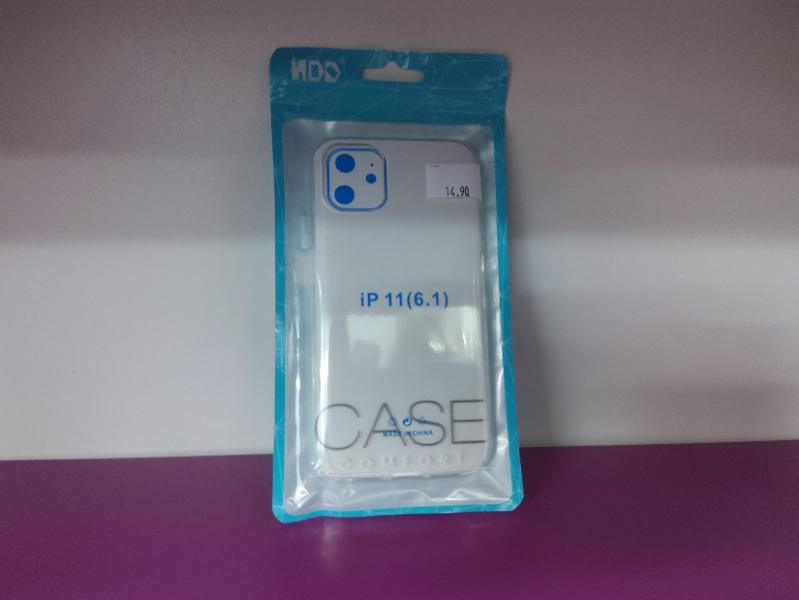 HDD
14.90
iP 11(6.1)
CASE
MADE IN CHINA
COMFORT